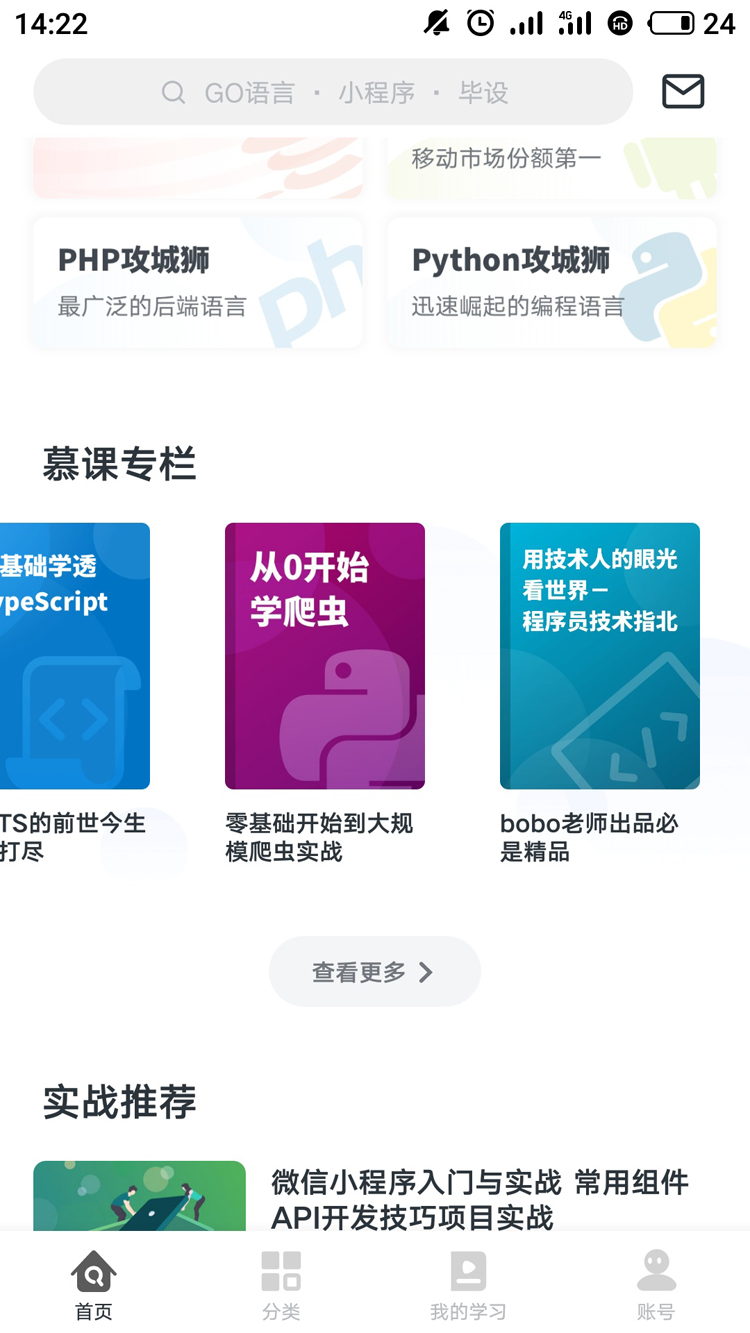 14:22
4G
HD
24
GO语言 · 小程序 · 毕设
移动市场份额第一
PHP攻城狮
最广泛的后端语言
php
Python攻城狮
迅速崛起的编程语言
慕课专栏
基础学透
ypeScript
TS的前世今生
打尽
从0开始
学爬虫
零基础开始到大规
模爬虫实战
用技术人的眼光
看世界－
程序员技术指北
bobo老师出品必
是精品
查看更多
实战推荐
微信小程序入门与实战 常用组件
API开发技巧项目实战
首页
分类
我的学习
账号